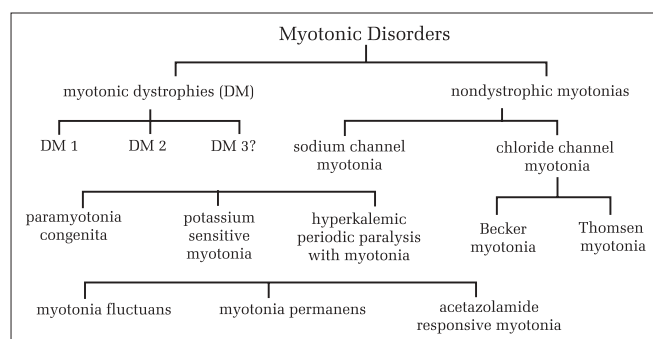 Myotonic Disorders
myotonic dystrophies (DM)
nondystrophic myotonias
DM 1
DM 2
DM 3?
sodium channel
myotonia
chloride channel
myotonia
paramyotonia
congenita
potassium
sensitive
myotonia
hyperkalemic
periodic paralysis
with myotonia
Becker
myotonia
Thomsen
myotonia
myotonia fluctuans
myotonia permanens
acetazolamide
responsive myotonia